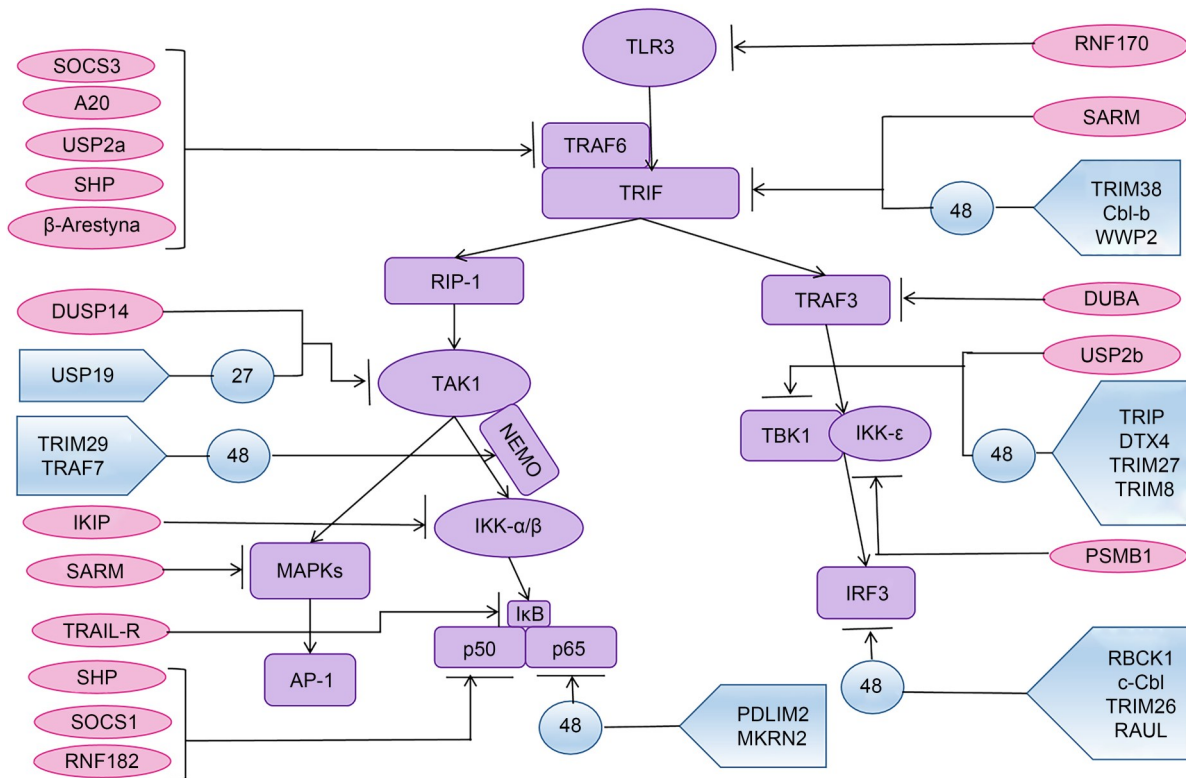 TLR3
RNF170
SOCS3
A20
USP2a
SHP
β-Arestyna
TRAF6
TRIF
SARM
48
TRIM38
Cbl-b
WWP2
RIP-1
TRAF3
DUBA
DUSP14
USP19
27
TAK1
NEMO
USP2b
TBK1
IKK-ε
48
TRIP
DTX4
TRIM27
TRIM8
TRIM29
TRAF7
48
IKIP
IKK-α/β
SARM
MAPKs
PSMB1
IRF3
TRAIL-R
IκB
p50
p65
AP-1
SHP
SOCS1
RNF182
48
PDLIM2
MKRN2
48
RBCK1
c-Cbl
TRIM26
RAUL